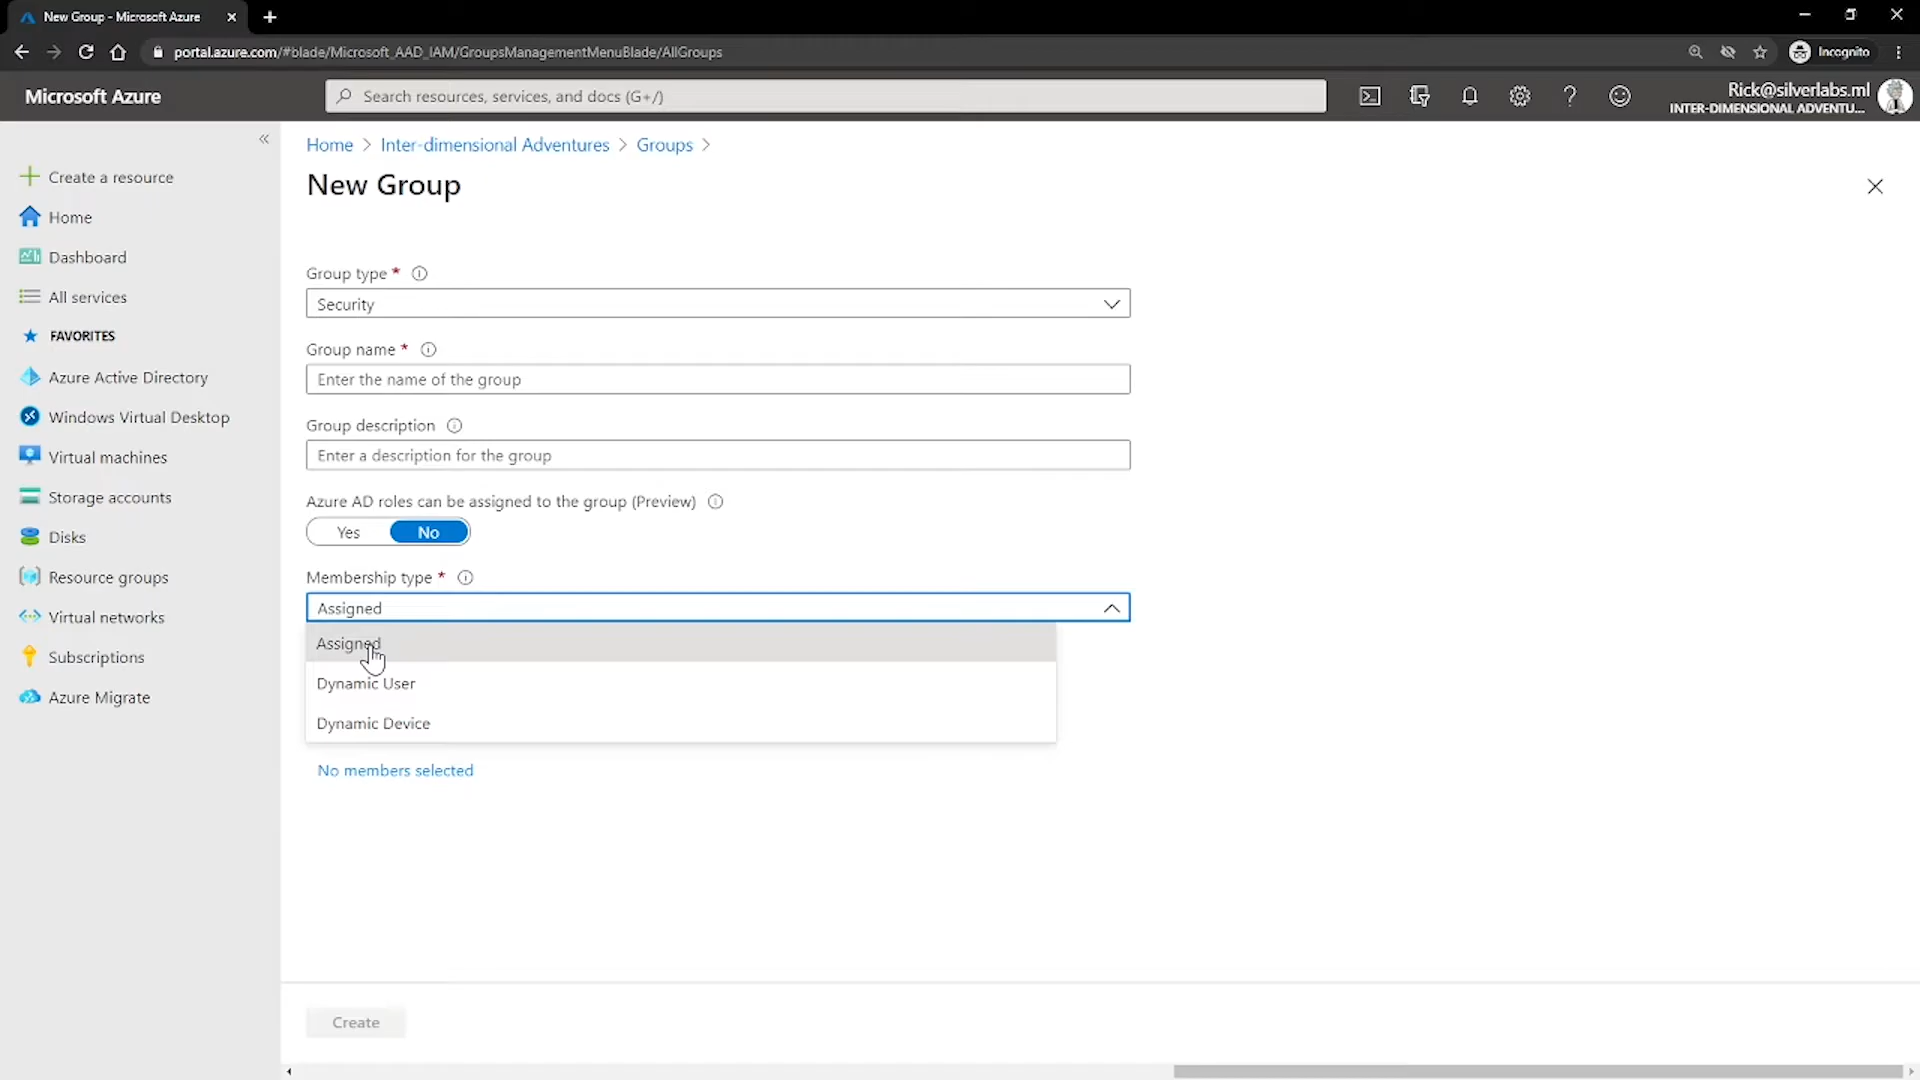 New Group - Microsoft Azure
portal.azure.com/#blade/Microsoft_AAD_IAM/GroupsManagementMenuBlade/AllGroups
Incognito
Microsoft Azure
Search resources, services, and docs (G+/)
Rick@silverlabs.ml
INTER-DIMENSIONAL ADVENTU...
Create a resource
Home
Dashboard
All services
FAVORITES
Azure Active Directory
Windows Virtual Desktop
Virtual machines
Storage accounts
Disks
Resource groups
Virtual networks
Subscriptions
Azure Migrate
Home > Inter-dimensional Adventures > Groups >
New Group
Group type *
Security
Group name *
Enter the name of the group
Group description
Enter a description for the group
Azure AD roles can be assigned to the group (Preview)
Yes No
Membership type *
Assigned
Assigned
Dynamic User
Dynamic Device
No members selected
Create